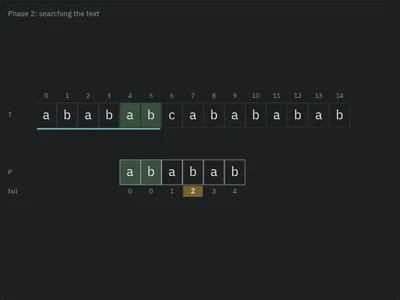 Phase 2: searching the text
0 1 2 3 4 5 6 7 8 9 10 11 12 13 14
T a b a b a b c a b a b a b a b
P a b a b a b
fail 0 0 1 2 3 4